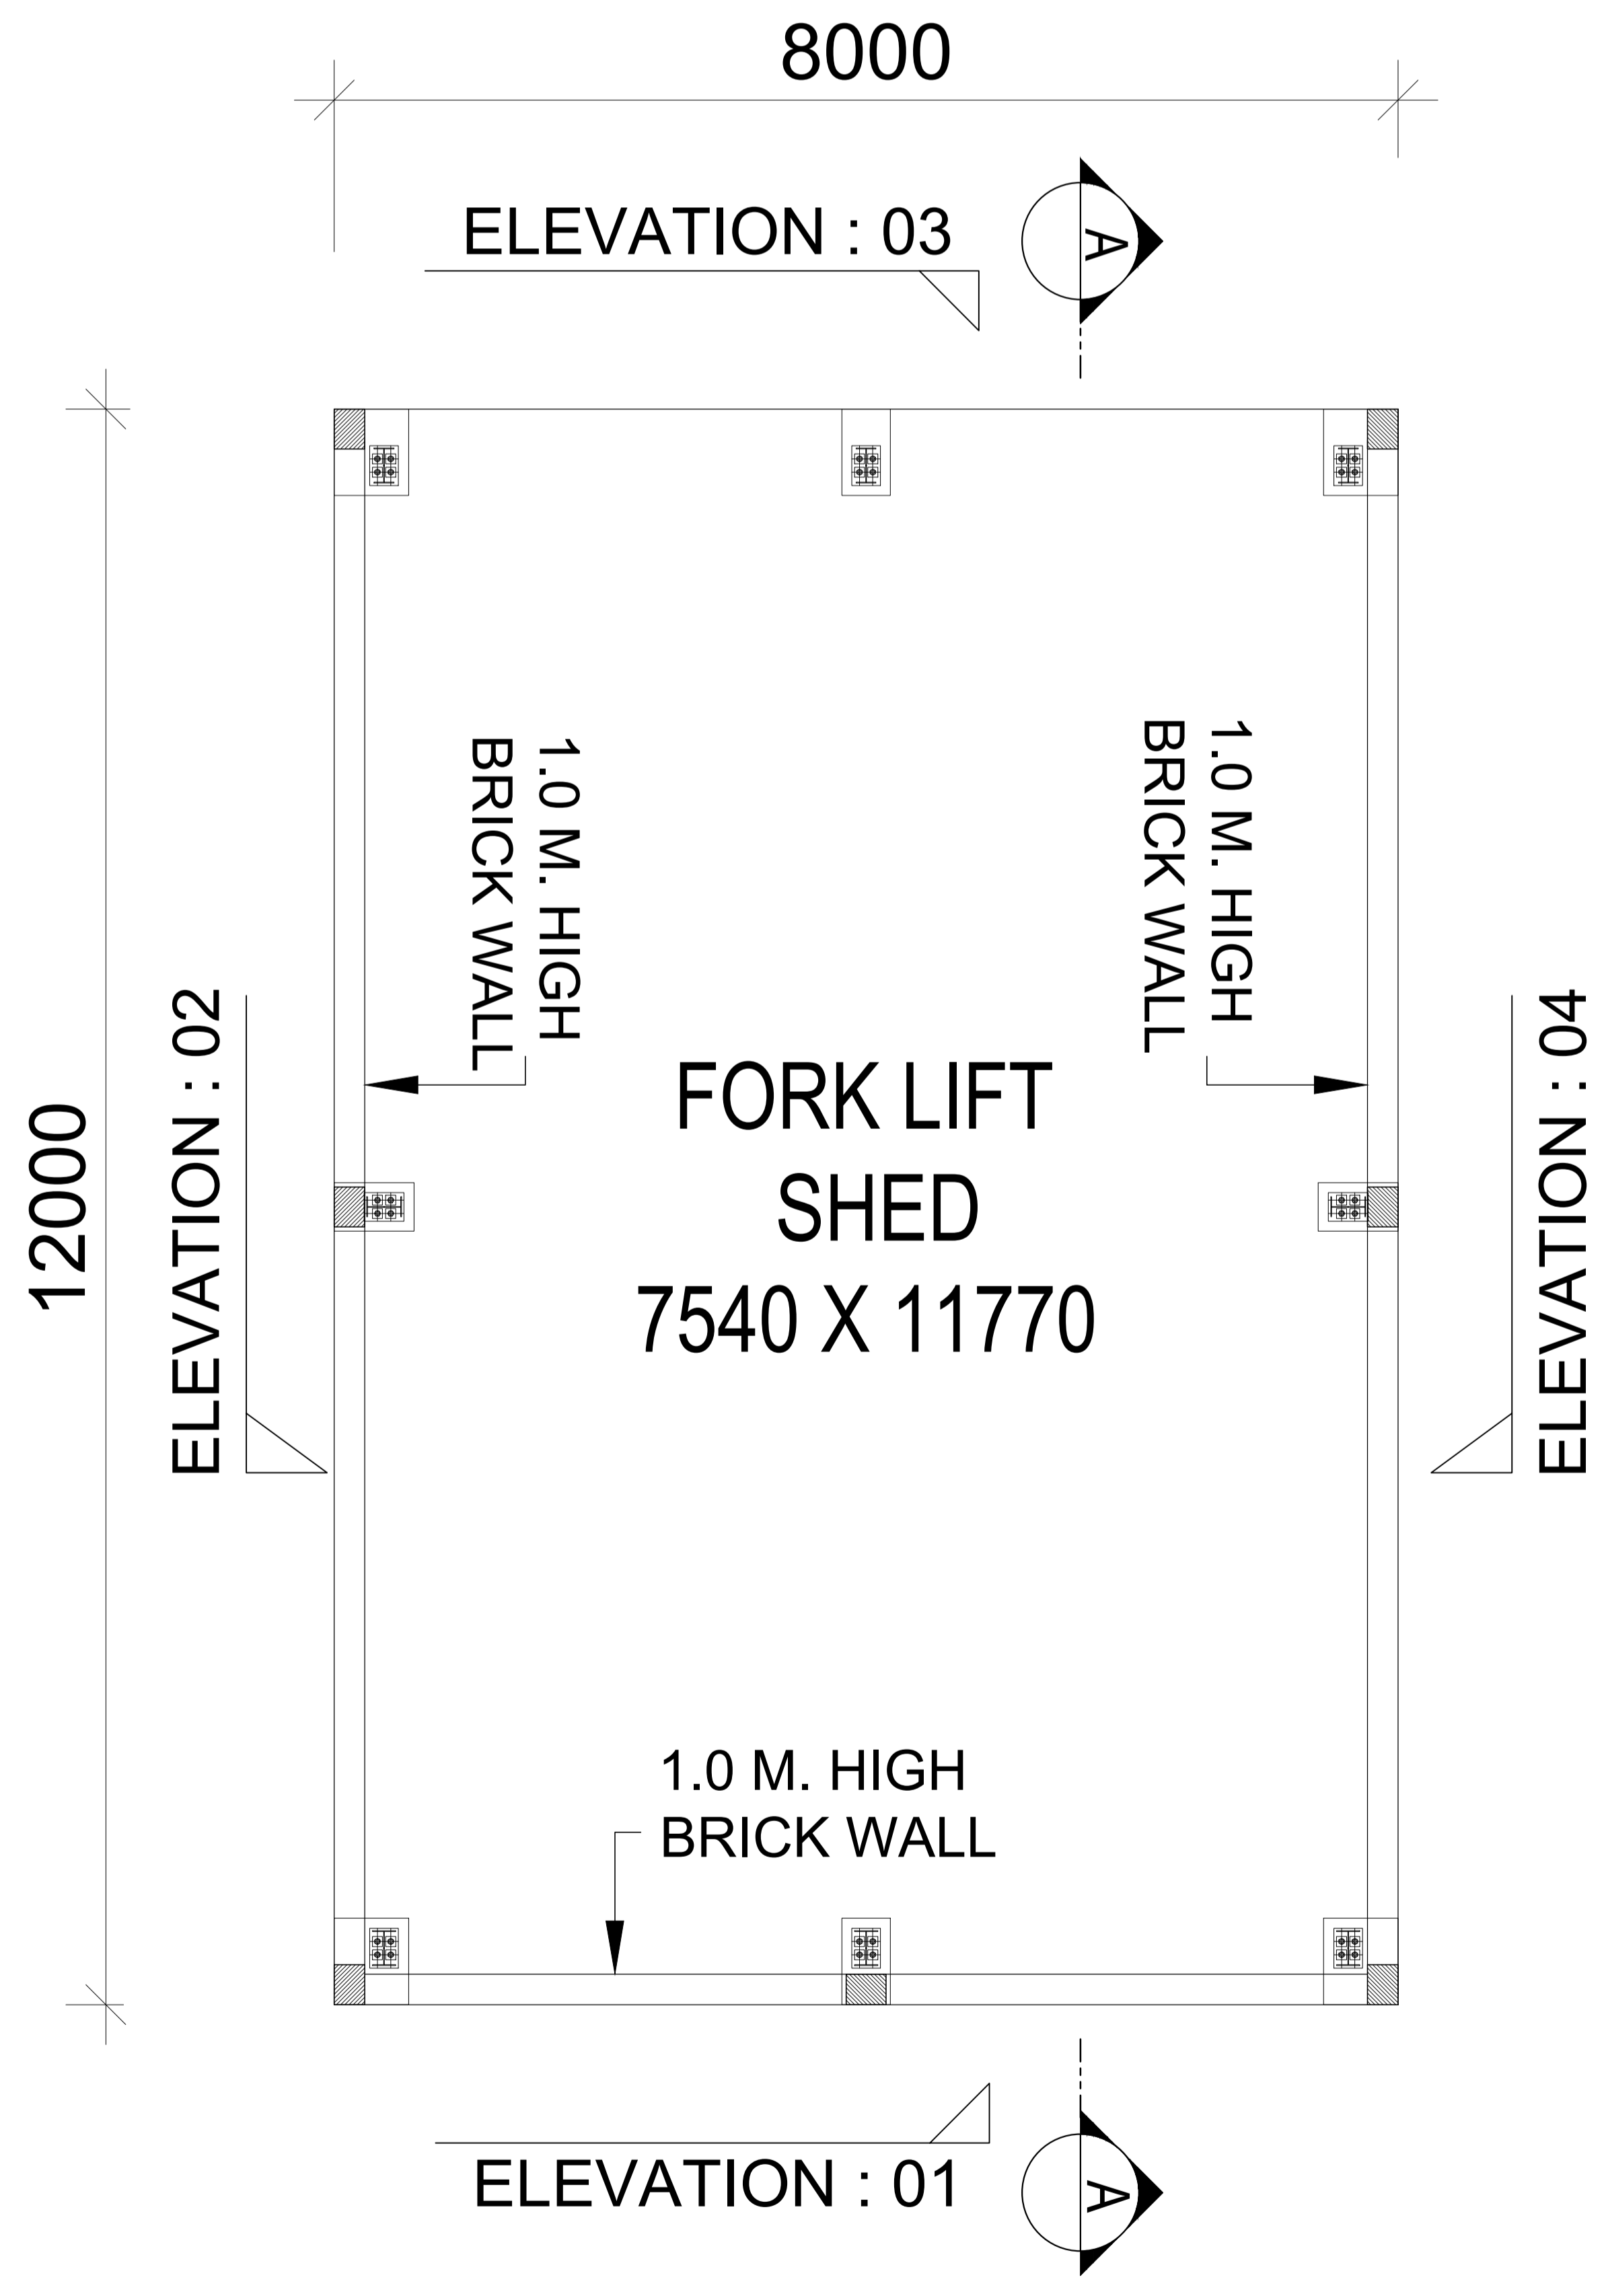 8000
ELEVATION : 03
A
1.0 M. HIGH
BRICK WALL
1.0 M. HIGH
BRICK WALL
12000
ELEVATION : 02
ELEVATION : 04
FORK LIFT
SHED
7540 X 11770
1.0 M. HIGH
BRICK WALL
ELEVATION : 01
A